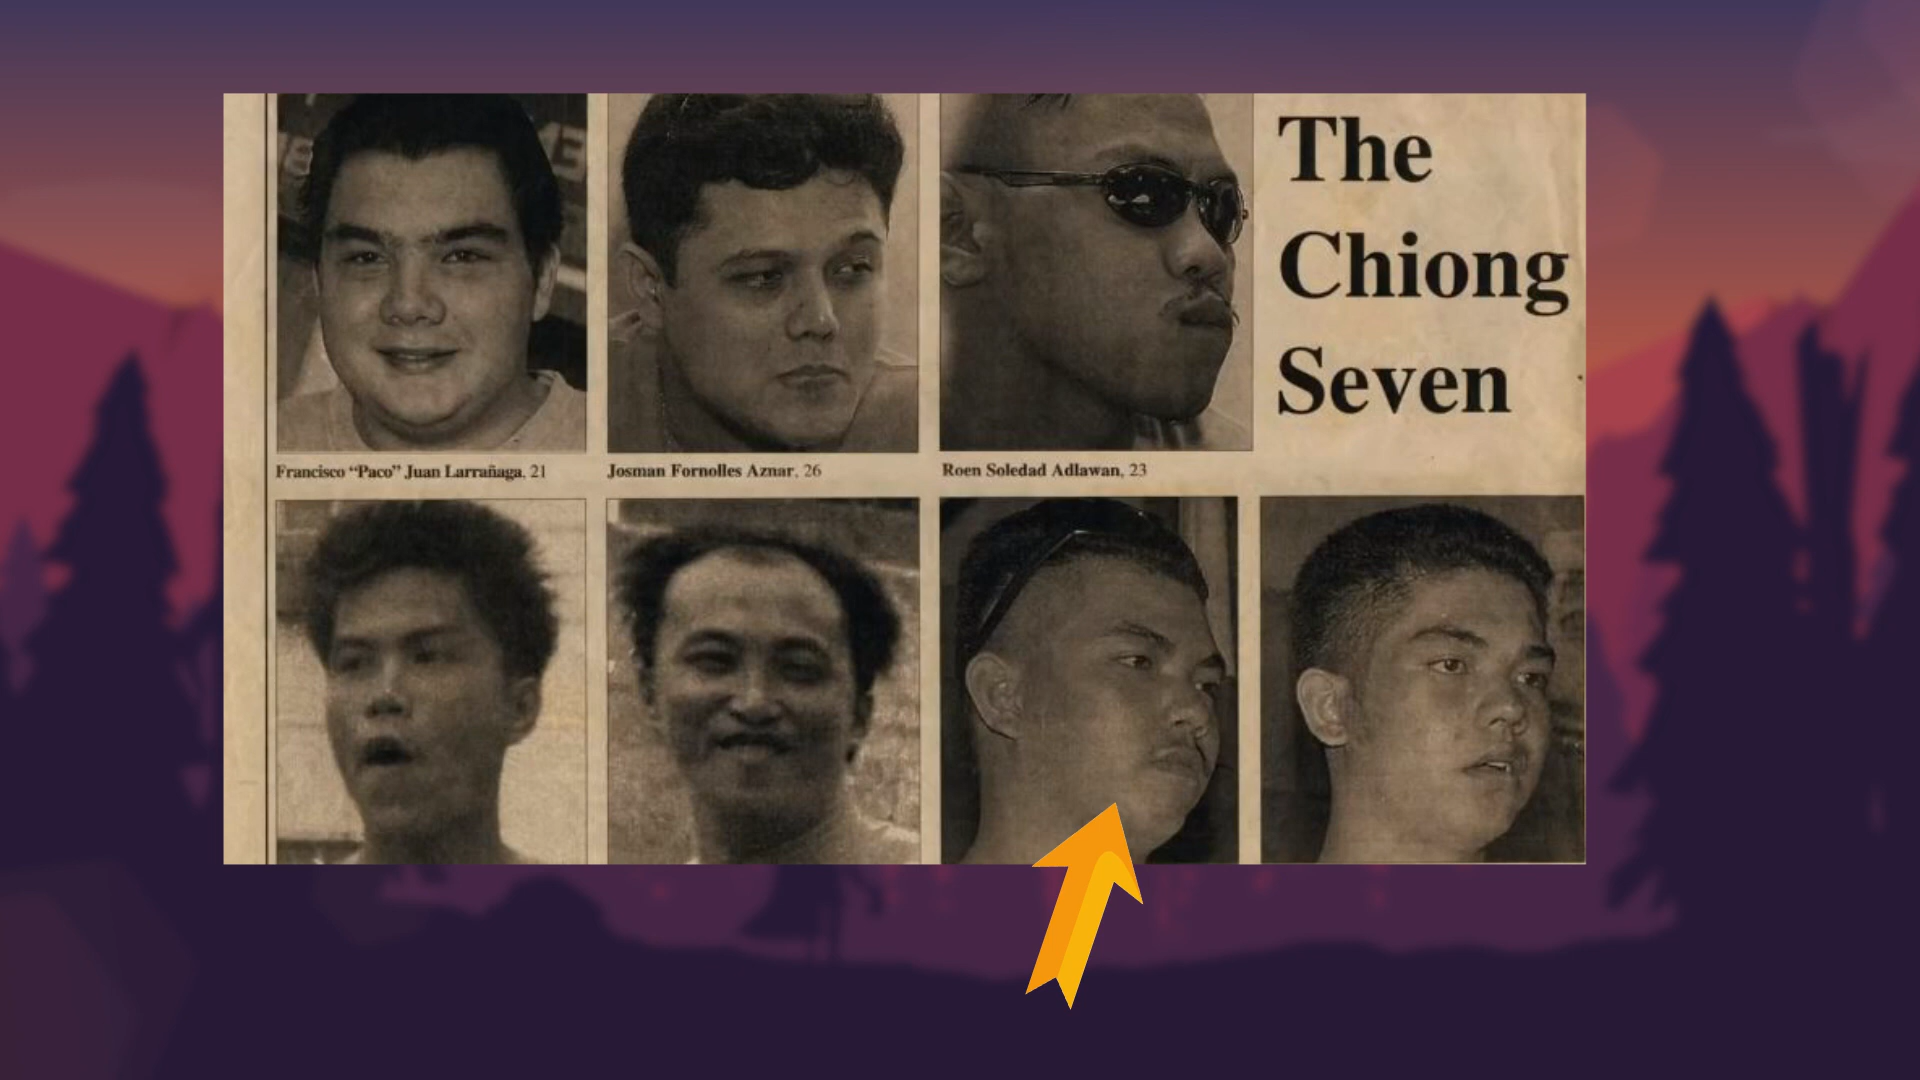 The
Chiong
Seven
Francisco “Paco” Juan Larrañaga, 21
Josman Fornolles Aznar, 26
Roen Soledad Adlawan, 23